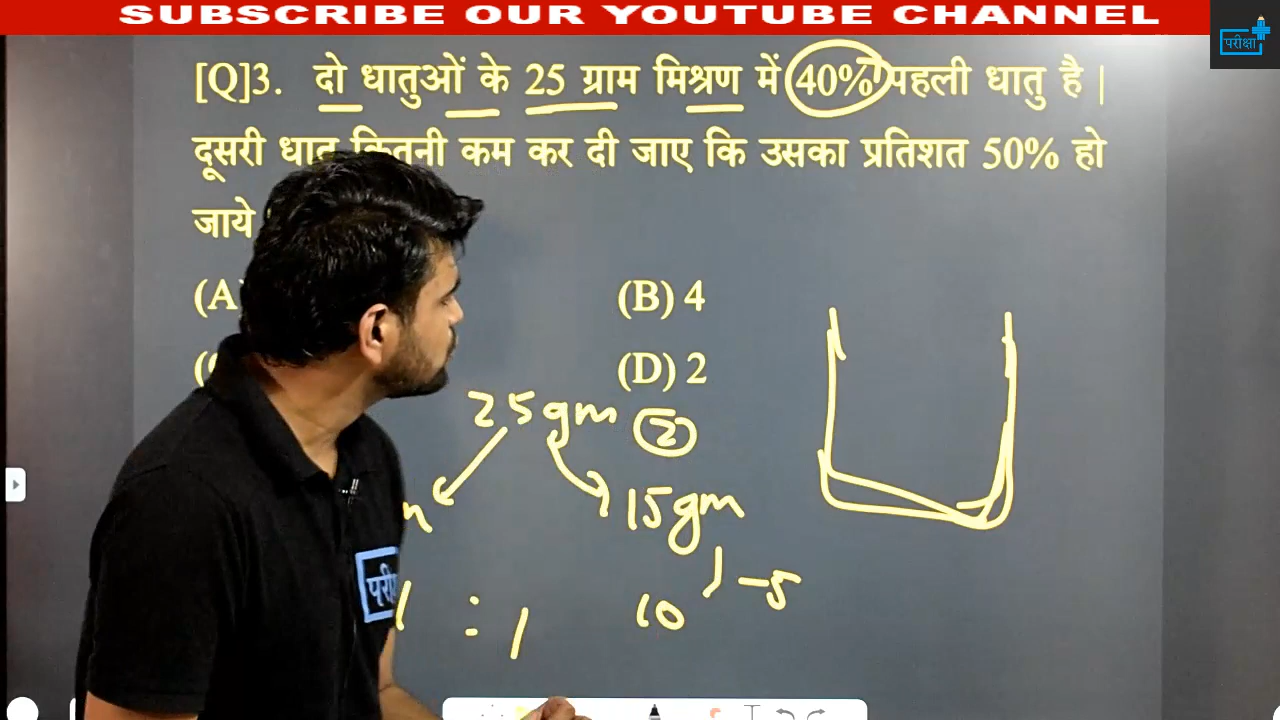 SUBSCRIBE OUR YOUTUBE CHANNEL
परीक्षा
[Q]3. दो धातुओं के 25 ग्राम मिश्रण में 40% पहली धातु है |
दूसरी धातु कितनी कम कर दी जाए कि उसका प्रतिशत 50% हो
जाये
(A)
(B) 4
(D) 2
25gm 2
15gm
1 : 1 10 -5
परी